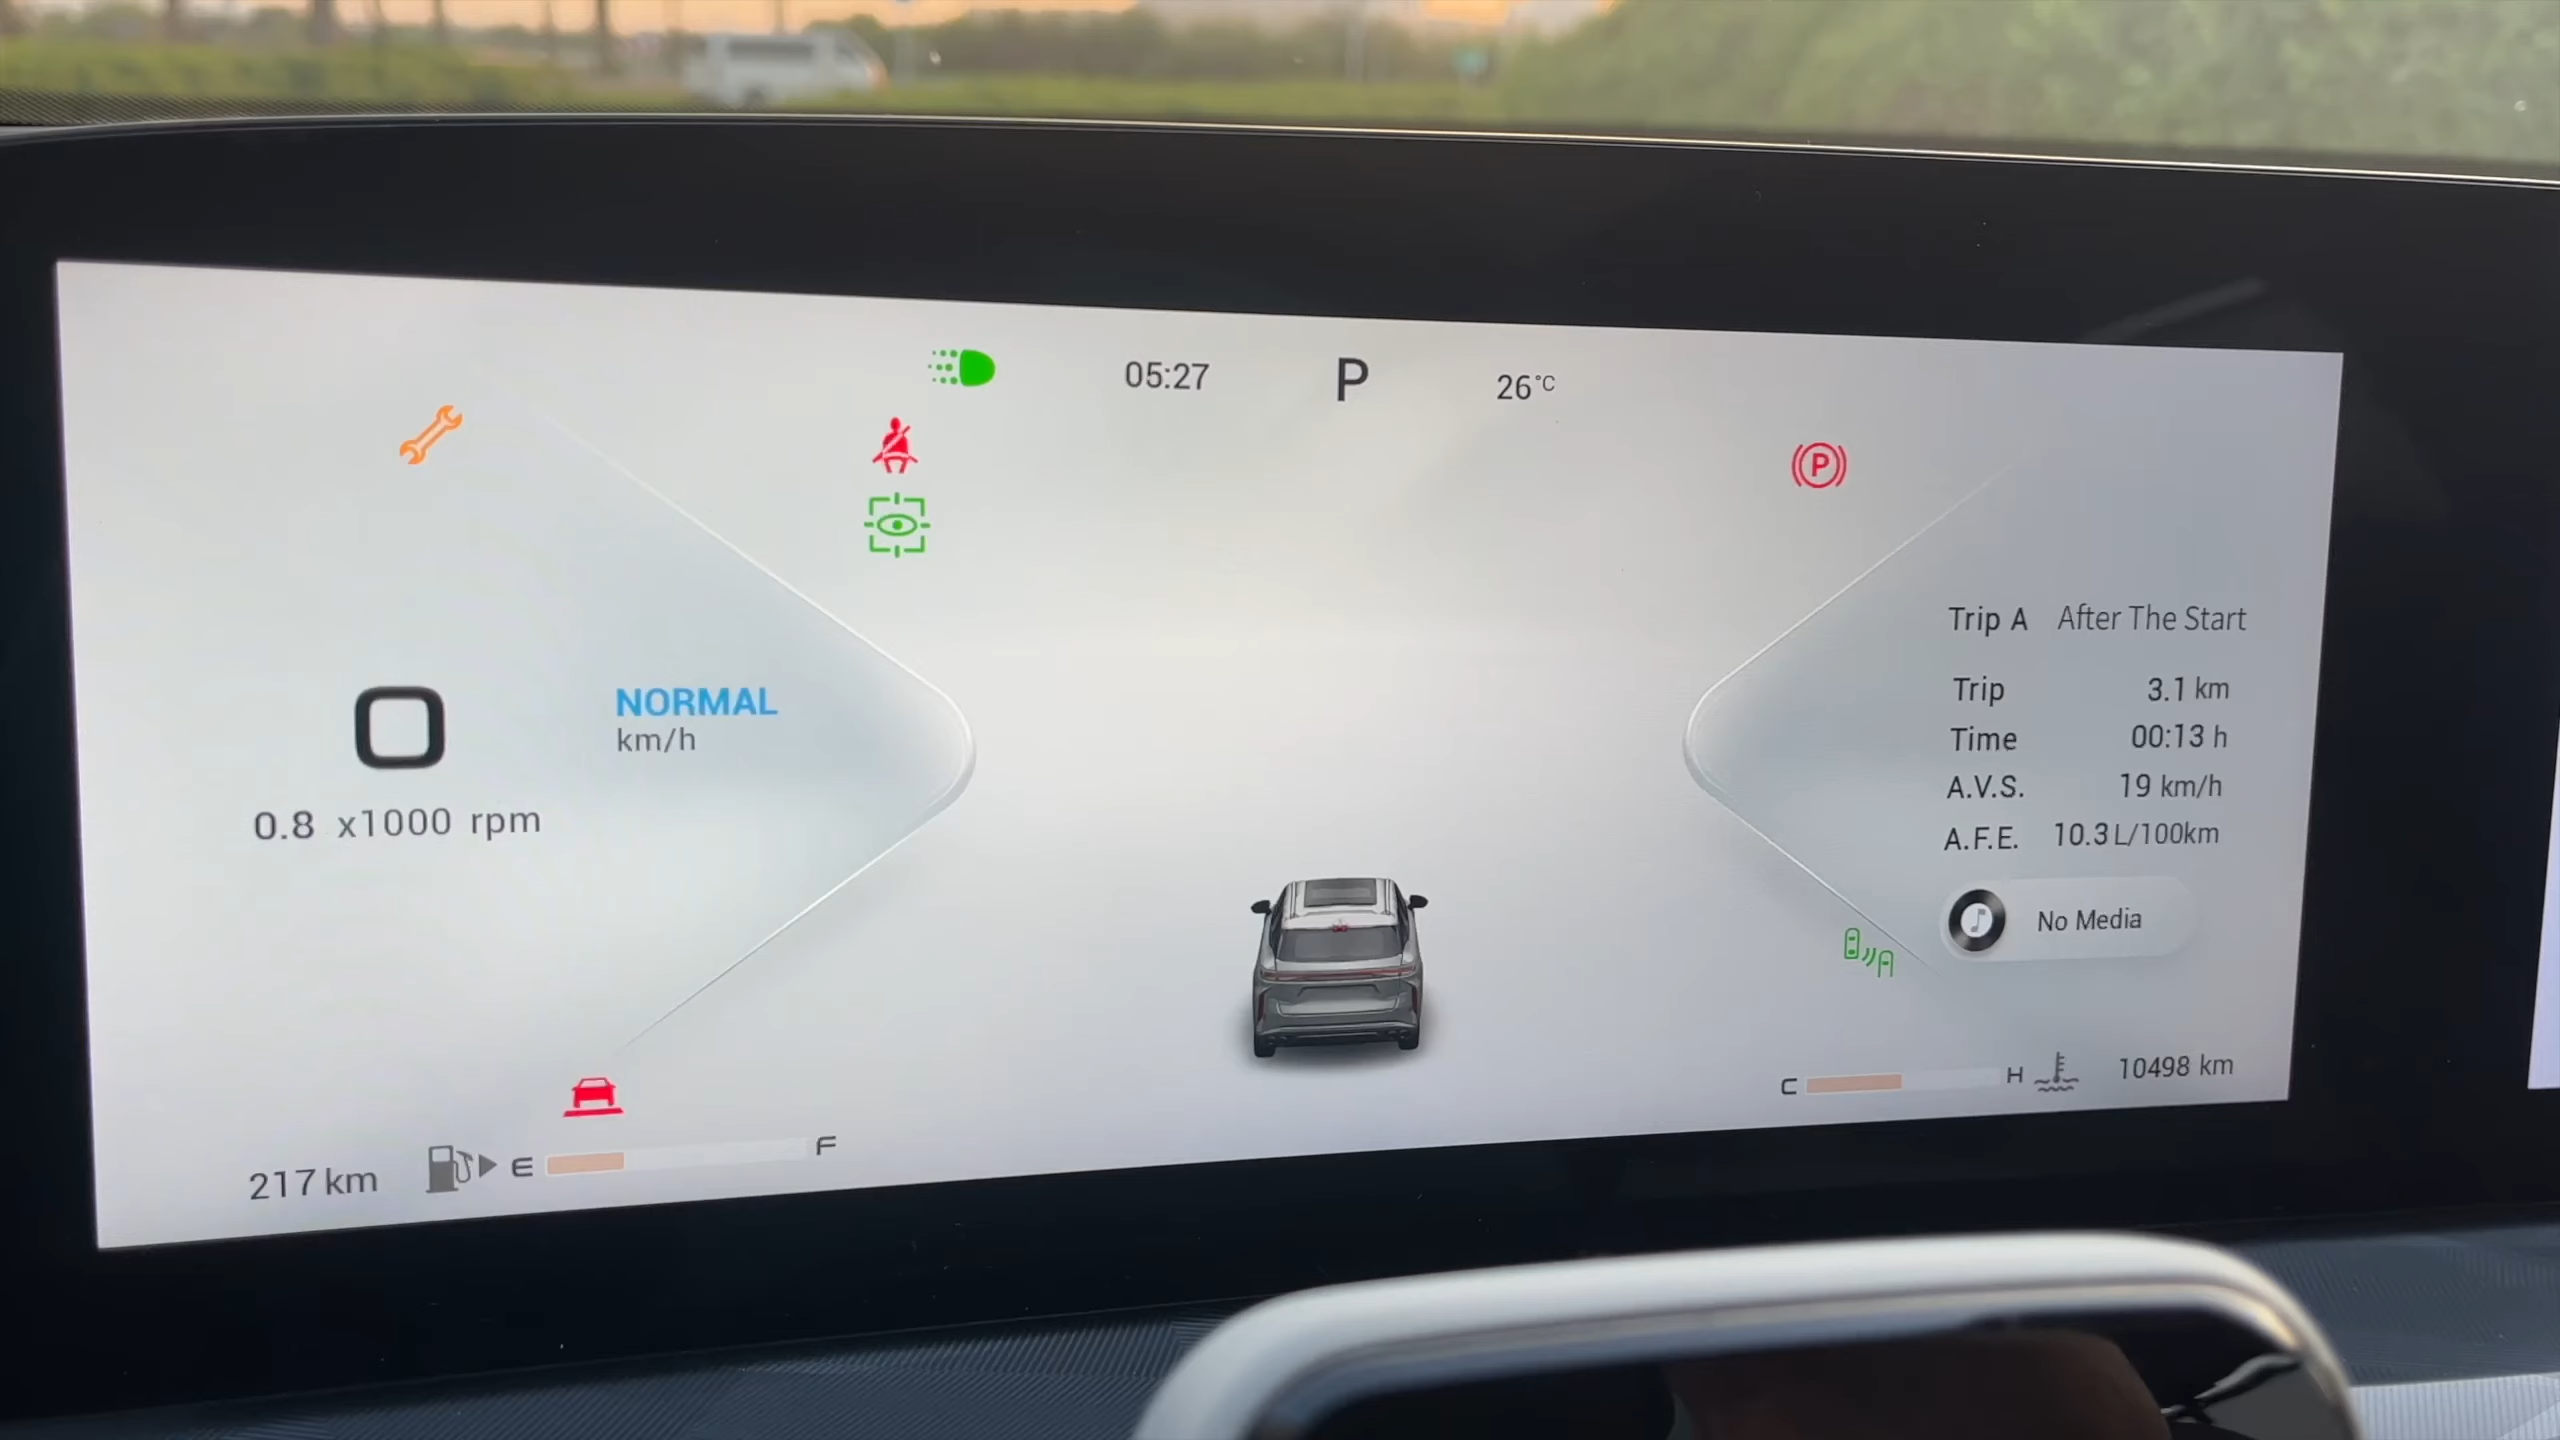 05:27 P 26°C
P
Trip A After The Start
Trip 3.1 km
Time 00:13 h
A.V.S. 19 km/h
A.F.E. 10.3 L/100km
0
NORMAL
km/h
0.8 x1000 rpm
No Media
C H 10498 km
217 km E F